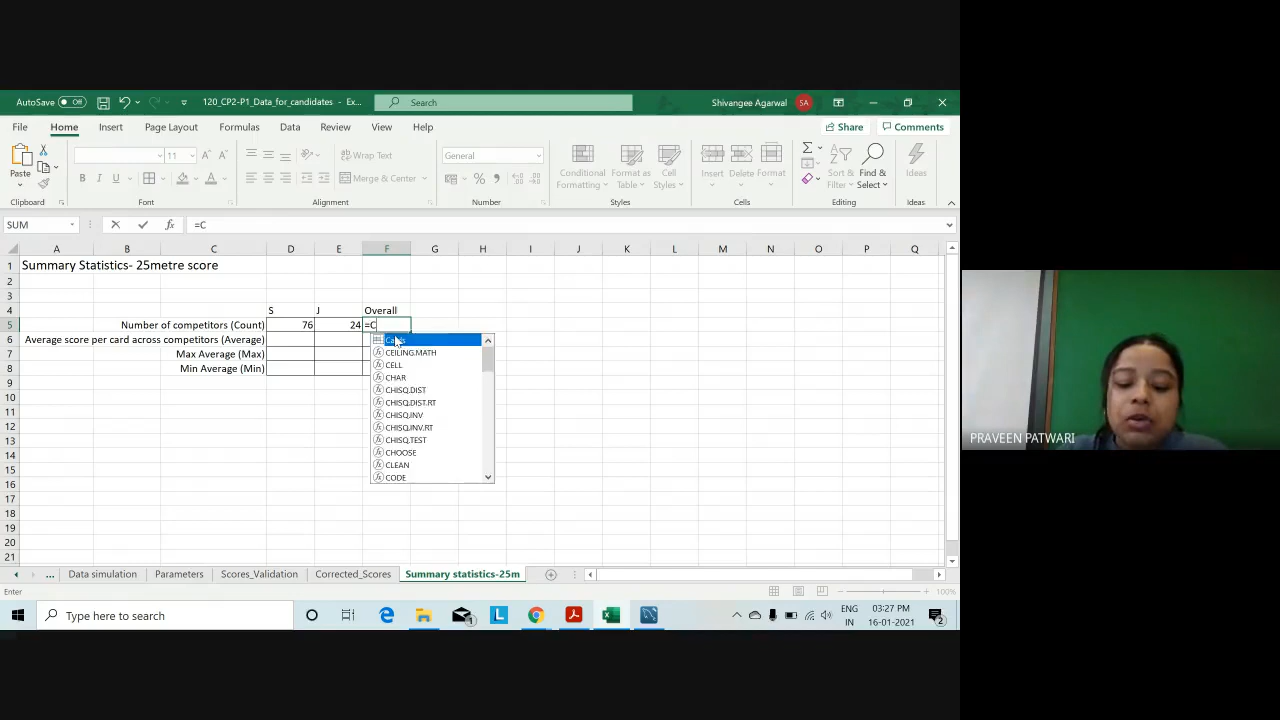 AutoSave Off 120_CP2-P1_Data_for_candidates - Ex... Search Shivangee Agarwal SA
File Home Insert Page Layout Formulas Data Review View Help Share Comments
11 Wrap Text General
Paste B I U Merge & Center Conditional Formatting Format as Table Cell Styles Insert Delete Format Sort & Filter Find & Select Ideas
Clipboard Font Alignment Number Styles Cells Editing Ideas
SUM =C
A B C D E F G H I J K L M N O P Q
1 Summary Statistics- 25metre score
2
3
4 S J Overall
5 Number of competitors (Count) 76 24 =C
6 Average score per card across competitors (Average)
7 Max Average (Max)
8 Min Average (Min)
9
10
11
12
13
14
15
16
17
18
19
20
21
CEILING.MATH
CELL
CHAR
CHISQ.DIST
CHISQ.DIST.RT
CHISQ.INV
CHISQ.INV.RT
CHISQ.TEST
CHOOSE
CLEAN
CODE
... Data simulation Parameters Scores_Validation Corrected_Scores Summary statistics-25m
Enter 100%
Type here to search ENG IN 03:27 PM 16-01-2021 2
PRAVEEN PATWARI